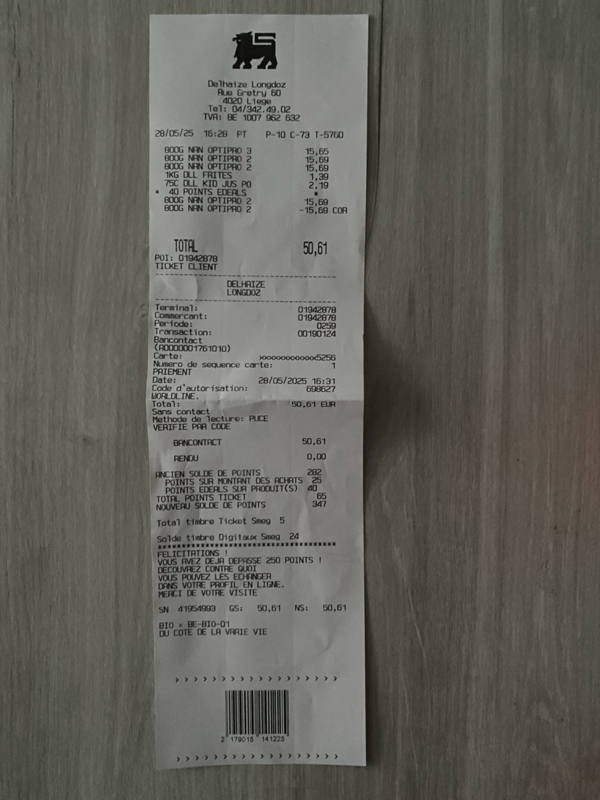 Delhaize Longdoz
Rue Gretry 60
4020 Liege
Tel: 04/342.49.02
TVA: BE 1007 962 632
28/05/25 16:28 PT P-10 C-73 T-5760
800G NAN OPTIPRO 3 15,65
800G NAN OPTIPRO 2 15,69
800G NAN OPTIPRO 2 15,69
1KG DLL FRITES 1,39
75C DLL KID JUS PO 2,19
* 40 POINTS EDEALS *
800G NAN OPTIPRO 2 15,69
800G NAN OPTIPRO 2 -15,69 COR
TOTAL 50,61
POI: 01942878
TICKET CLIENT
DELHAIZE
LONGDOZ
Terminal: 01942878
Commercant: 01942878
Periode: 0259
Transaction: 00190124
Bancontact
(A0000001761010)
Carte: xxxxxxxxxxxx5256
Numero de sequence carte: 1
PAIEMENT
Date: 28/05/2025 16:31
Code d'autorisation: 698627
WORLDLINE.
Total: 50,61 EUR
Sans contact
Methode de lecture: PUCE
VERIFIE PAR CODE
BANCONTACT 50,61
RENDU 0,00
ANCIEN SOLDE DE POINTS 282
POINTS SUR MONTANT DES ACHATS 25
POINTS EDEALS SUR PRODUIT(S) 40
TOTAL POINTS TICKET 65
NOUVEAU SOLDE DE POINTS 347
Total timbre Ticket Smeg 5
Solde timbre Digitaux Smeg 24
****************************************
FELICITATIONS !
VOUS AVEZ DEJA DEPASSE 250 POINTS !
DECOUVREZ CONTRE QUOI
VOUS POUVEZ LES ECHANGER
DANS VOTRE PROFIL EN LIGNE.
MERCI DE VOTRE VISITE
SN 41954993 GS: 50,61 NS: 50,61
BIO = BE-BIO-01
DU COTE DE LA VRAIE VIE
2 179015 141225